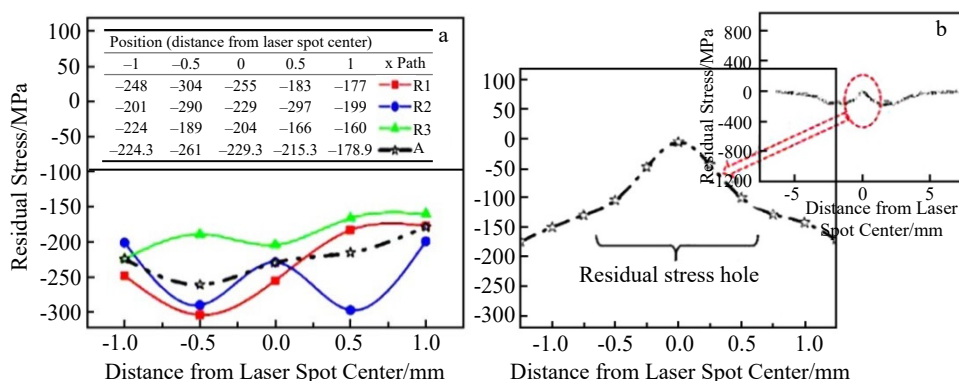 a
Position (distance from laser spot center)
–1 –0.5 0 0.5 1 x Path
–248 –304 –255 –183 –177 R1
–201 –290 –229 –297 –199 R2
–224 –189 –204 –166 –160 R3
–224.3 –261 –229.3 –215.3 –178.9 A
Residual Stress/MPa
100
50
0
-50
-100
-150
-200
-250
-300
-1.0 -0.5 0.0 0.5 1.0
Distance from Laser Spot Center/mm
100
50
0
-50
-100
-150
-200
-250
-300
Residual stress hole
-1.0 -0.5 0.0 0.5 1.0
Distance from Laser Spot Center/mm
b
Residual Stress/MPa
800
400
0
-400
-800
-1200
-5 0 5
Distance from Laser
Spot Center/mm